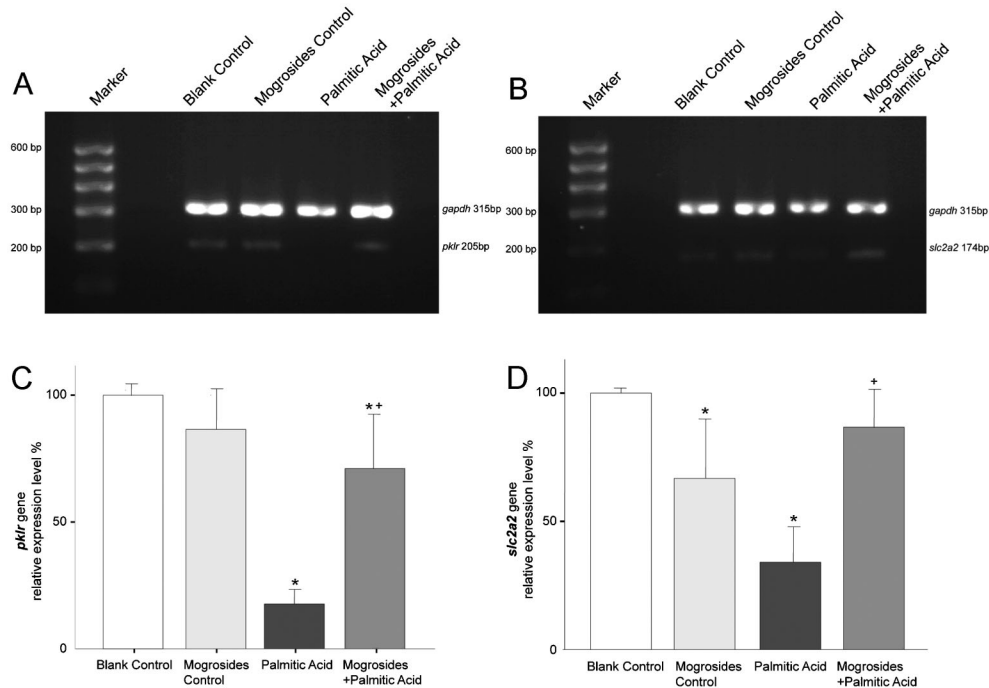 A
Marker
Blank Control
Mogrosides Control
Palmitic Acid
Mogrosides
+Palmitic Acid
600 bp
300 bp
200 bp
gapdh 315bp
pklr 205bp
B
Marker
Blank Control
Mogrosides Control
Palmitic Acid
Mogrosides
+Palmitic Acid
600 bp
300 bp
200 bp
gapdh 315bp
slc2a2 174bp
C
pklr gene
relative expression level %
100
50
0
*
*+
Blank Control
Mogrosides
Control
Palmitic Acid
Mogrosides
+Palmitic Acid
D
slc2a2 gene
relative expression level %
100
50
0
*
*
+
Blank Control
Mogrosides
Control
Palmitic Acid
Mogrosides
+Palmitic Acid